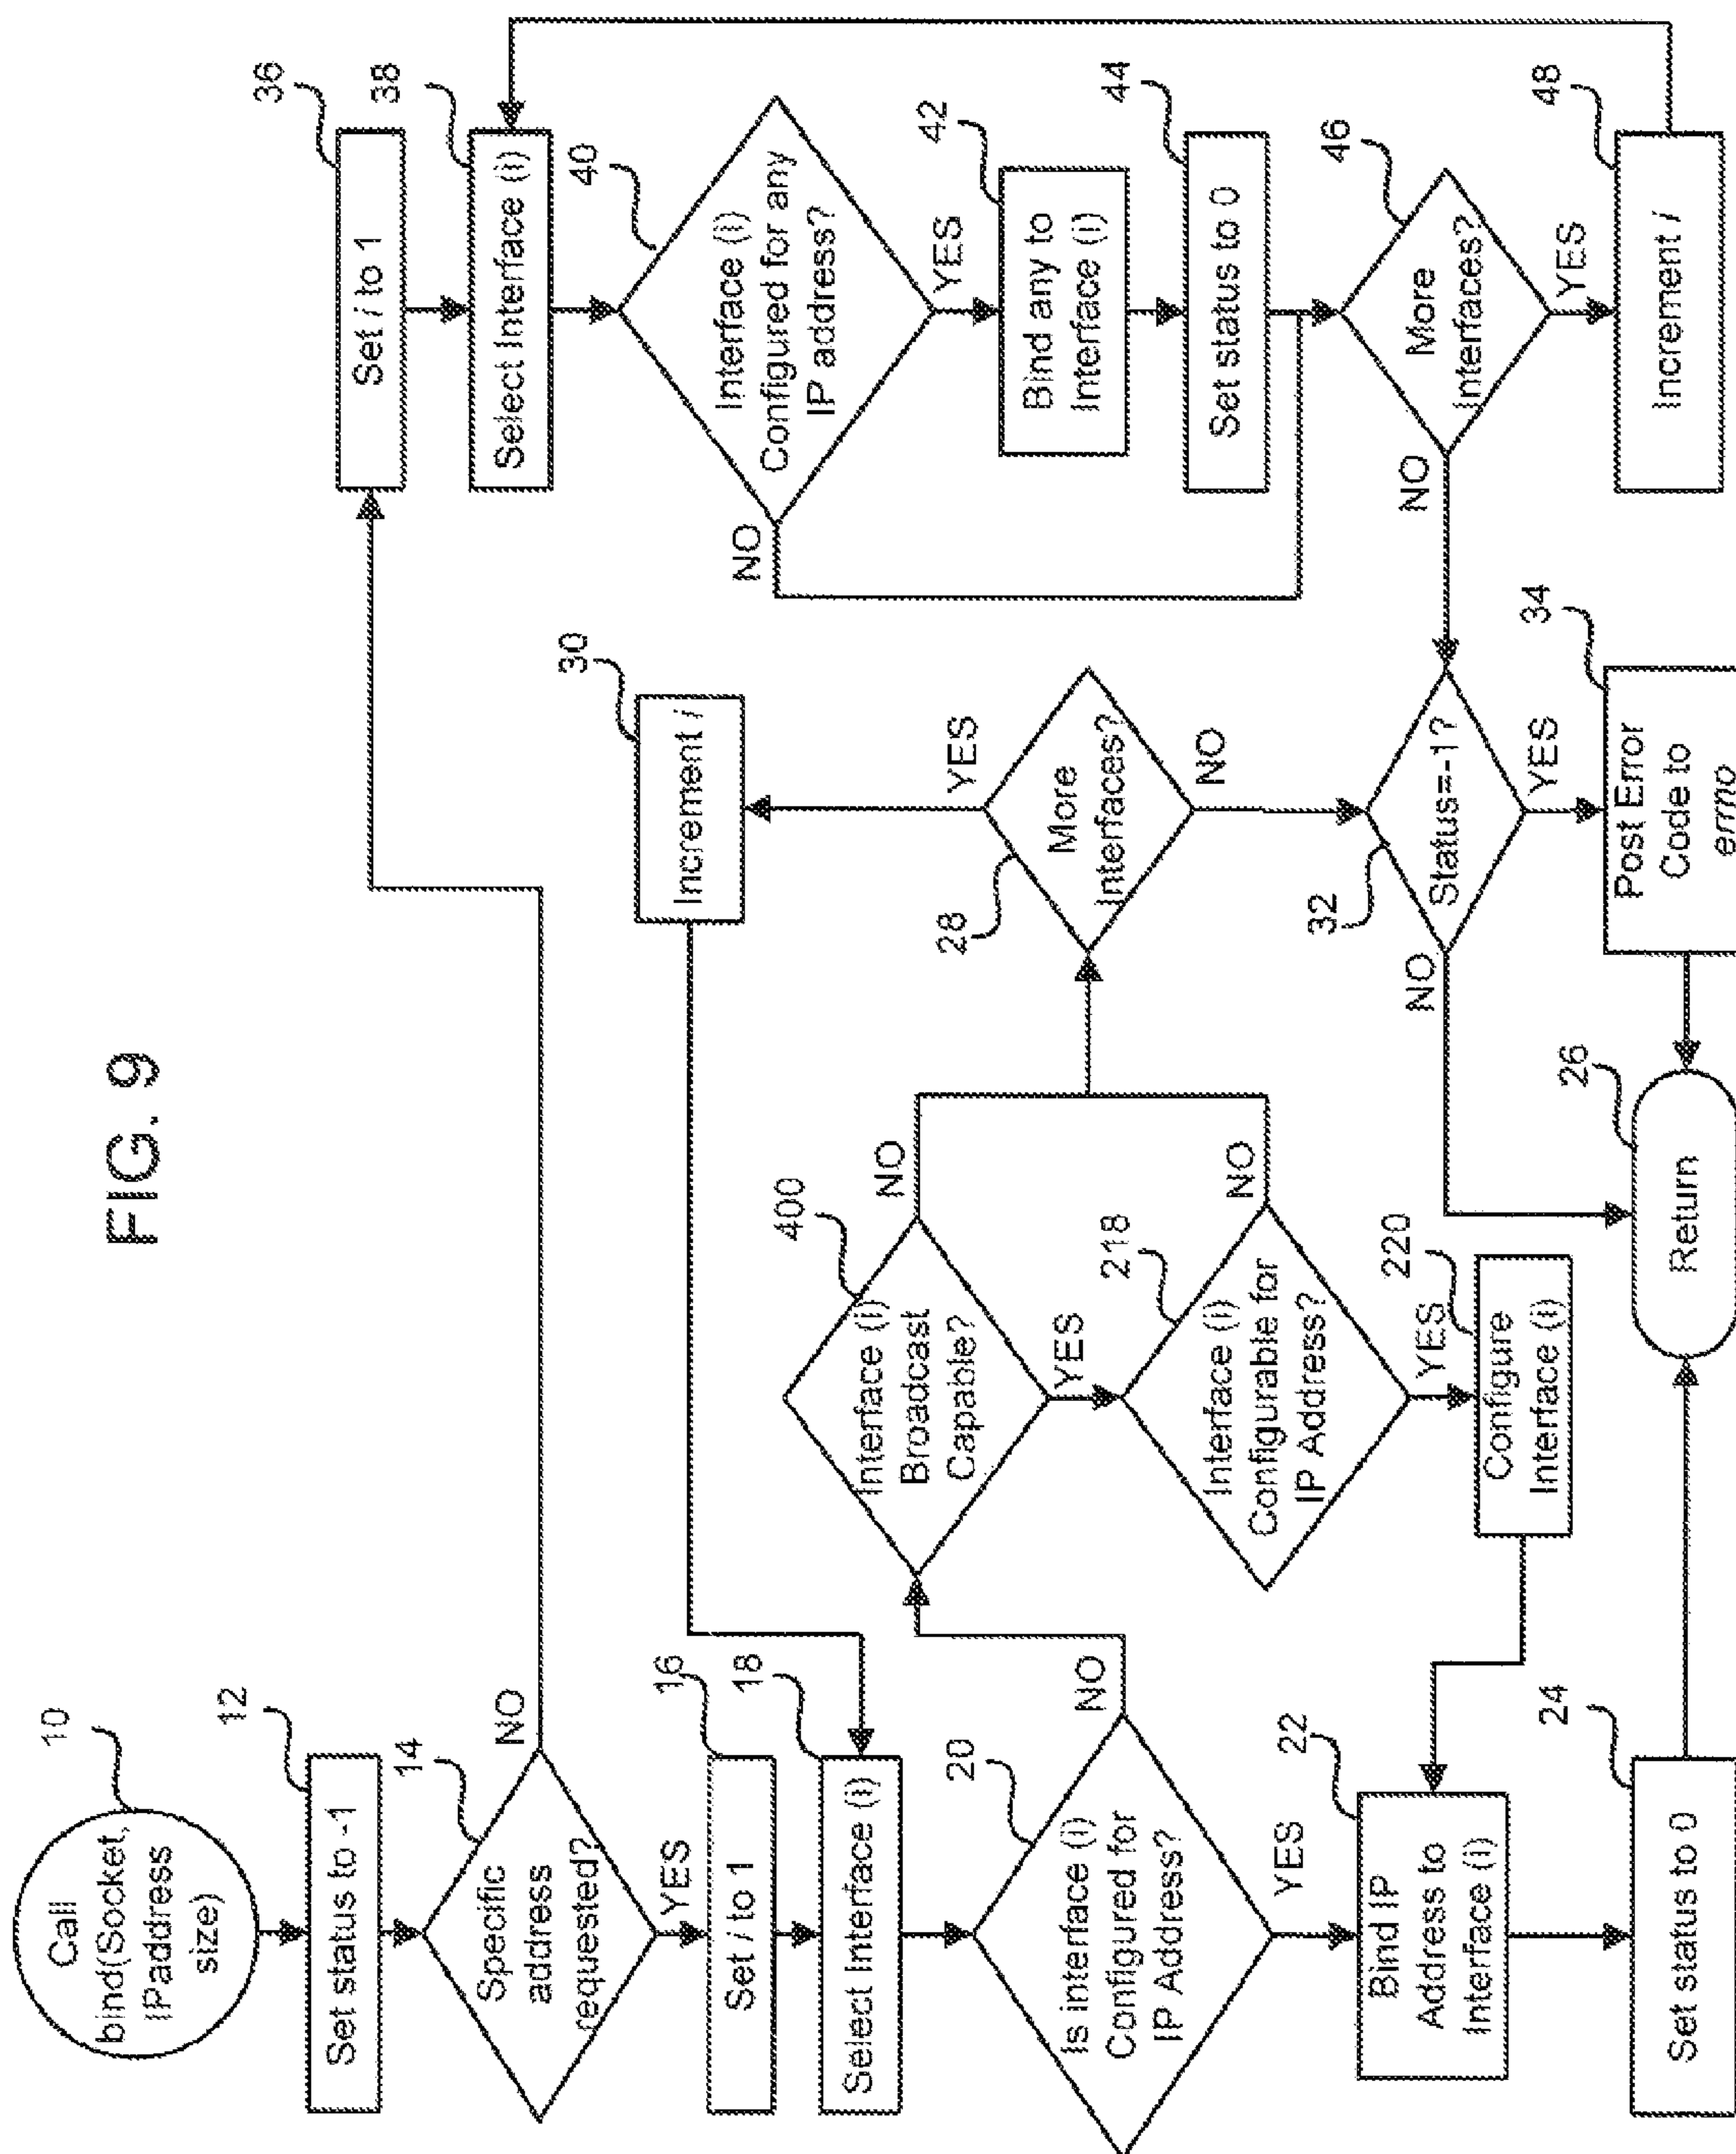 FIG. 9
10
Call
bind(Socket,
IPaddress
size)
12
Set status to -1
14
Specific
address
requested?
NO
YES
16
Set i to 1
18
Select Interface (i)
20
Is interface (i)
Configured for
IP Address?
NO
YES
22
Bind IP
Address to
Interface (i)
24
Set status to 0
400
Interface (i)
Broadcast
Capable?
NO
YES
218
Interface (i)
Configurable for
IP Address?
NO
YES
220
Configure
Interface (i)
26
Return
30
Increment i
28
More
Interfaces?
YES
NO
32
Status=-1?
NO
YES
34
Post Error
Code to
errno
36
Set i to 1
38
Select Interface (i)
40
Interface (i)
Configured for any
IP address?
NO
YES
42
Bind any to
Interface (i)
44
Set status to 0
46
More
Interfaces?
NO
YES
48
Increment i